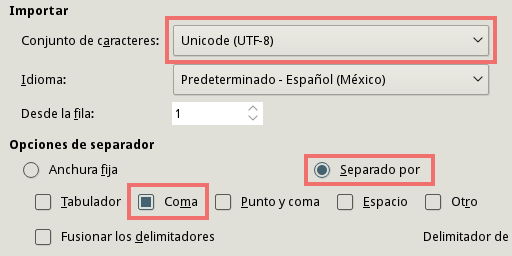 Importar
Conjunto de caracteres: Unicode (UTF-8)
Idioma: Predeterminado - Español (México)
Desde la fila: 1
Opciones de separador
Anchura fija Separado por
Tabulador Coma Punto y coma Espacio Otro
Fusionar los delimitadores Delimitador de